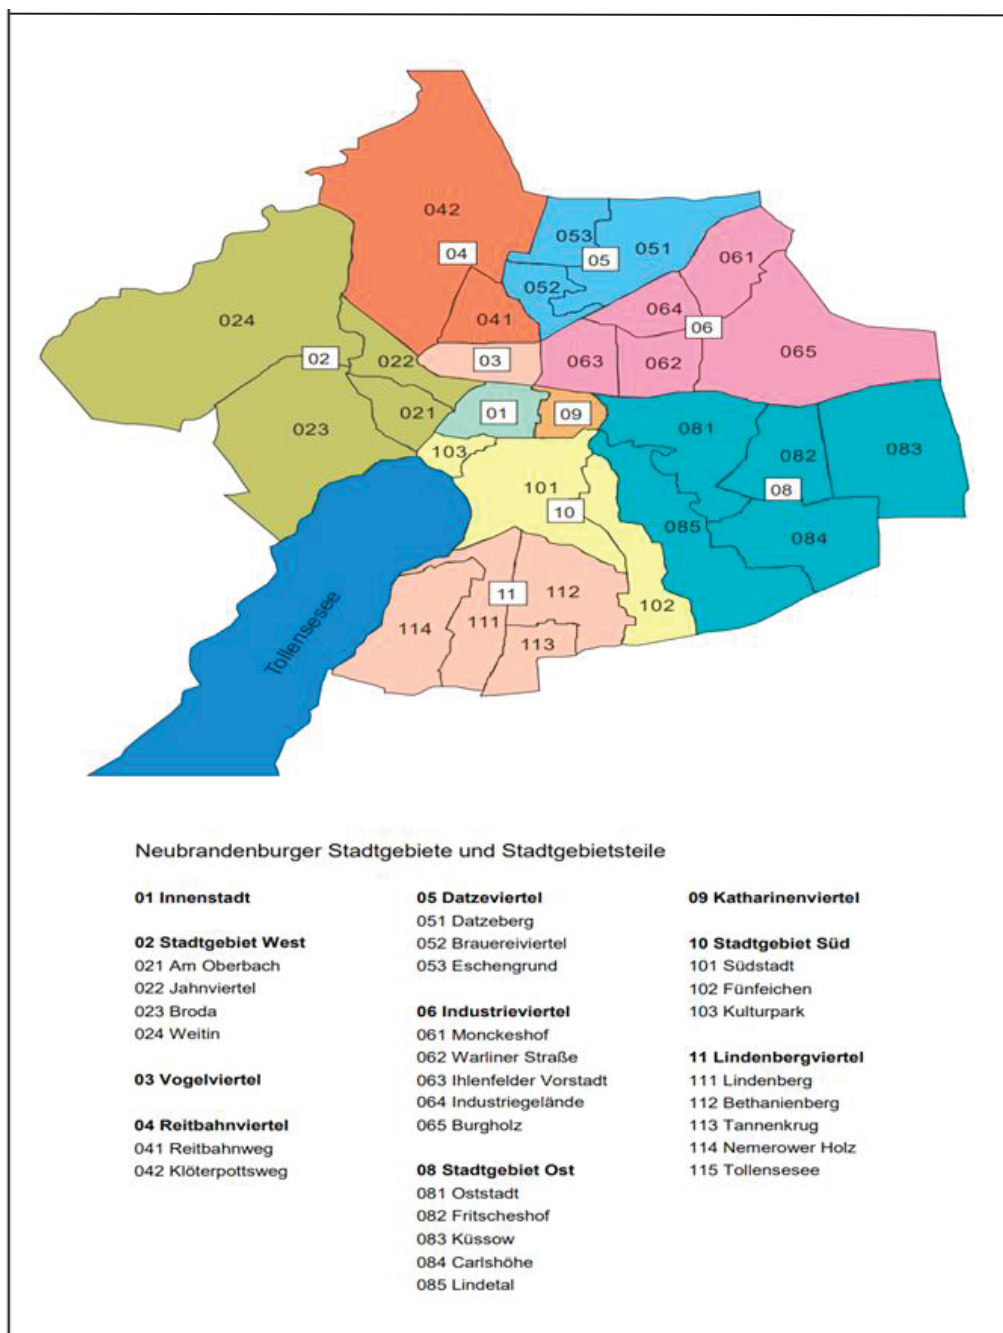 042
053
051
04
05
061
052
064
024
041
06
02
022
03
063
062
065
01
09
021
023
081
083
103
082
101
08
10
085
084
11
112
102
114
111
113
Tollensesee
Neubrandenburger Stadtgebiete und Stadtgebietsteile
01 Innenstadt
02 Stadtgebiet West
021 Am Oberbach
022 Jahnviertel
023 Broda
024 Weitin
03 Vogelviertel
04 Reitbahnviertel
041 Reitbahnweg
042 Klöterpottsweg
05 Datzeviertel
051 Datzeberg
052 Brauereiviertel
053 Eschengrund
06 Industrieviertel
061 Monckeshof
062 Warliner Straße
063 Ihlenfelder Vorstadt
064 Industriegelände
065 Burgholz
08 Stadtgebiet Ost
081 Oststadt
082 Fritscheshof
083 Küssow
084 Carlshöhe
085 Lindetal
09 Katharinenviertel
10 Stadtgebiet Süd
101 Südstadt
102 Fünfeichen
103 Kulturpark
11 Lindenbergviertel
111 Lindenberg
112 Bethanienberg
113 Tannenkrug
114 Nemerower Holz
115 Tollensesee